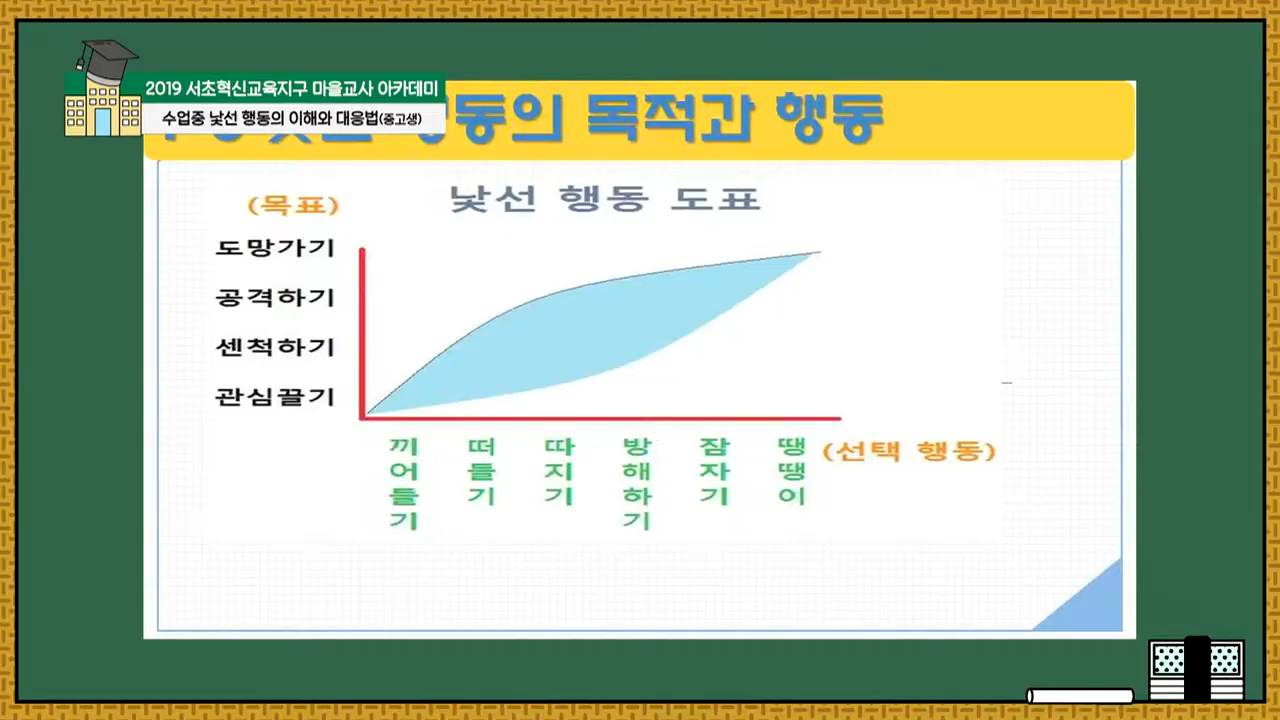 2019 서초혁신교육지구 마을교사 아카데미
수업중 낯선 행동의 이해와 대응법(중고생)
행동의 목적과 행동
낯선 행동 도표
(목표)
도망가기
공격하기
센척하기
관심끌기
끼어들기
떠들기
따지기
방해하기
잠자기
땡땡이
(선택 행동)